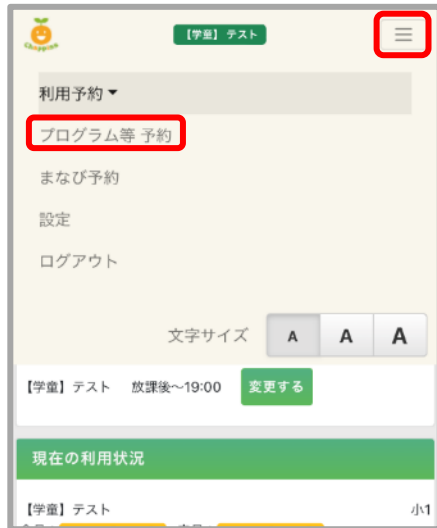 【学童】テスト
利用予約▼
プログラム等 予約
まなび予約
設定
ログアウト
文字サイズ A A A
【学童】テスト 放課後〜19:00 変更する
現在の利用状況
【学童】テスト 小1